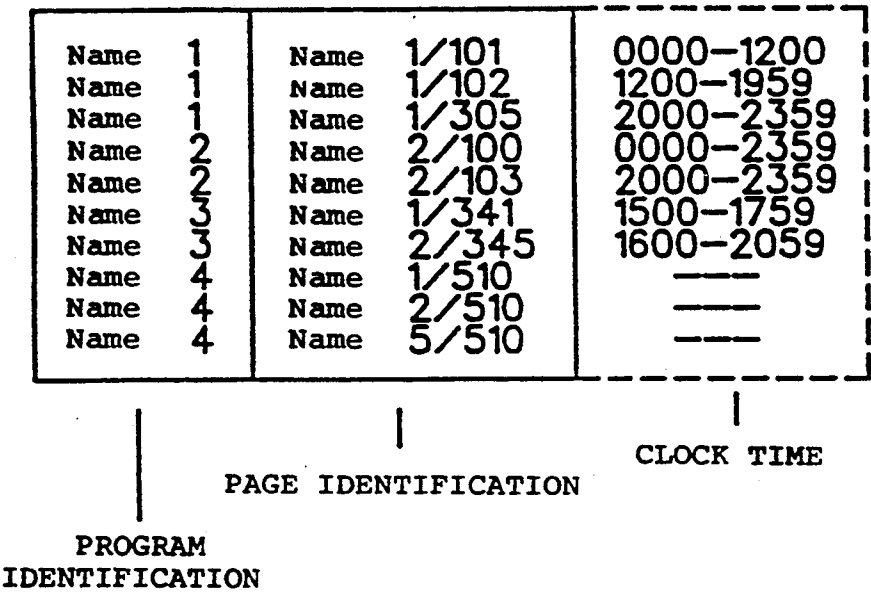 Name 1 Name 1/101 0000—1200
Name 1 Name 1/102 1200—1959
Name 1 Name 1/305 2000—2359
Name 2 Name 2/100 0000—2359
Name 2 Name 2/103 2000—2359
Name 3 Name 1/341 1500—1759
Name 3 Name 2/345 1600—2059
Name 4 Name 1/510 ———
Name 4 Name 2/510 ———
Name 4 Name 5/510 ———
CLOCK TIME
PAGE IDENTIFICATION
PROGRAM
IDENTIFICATION